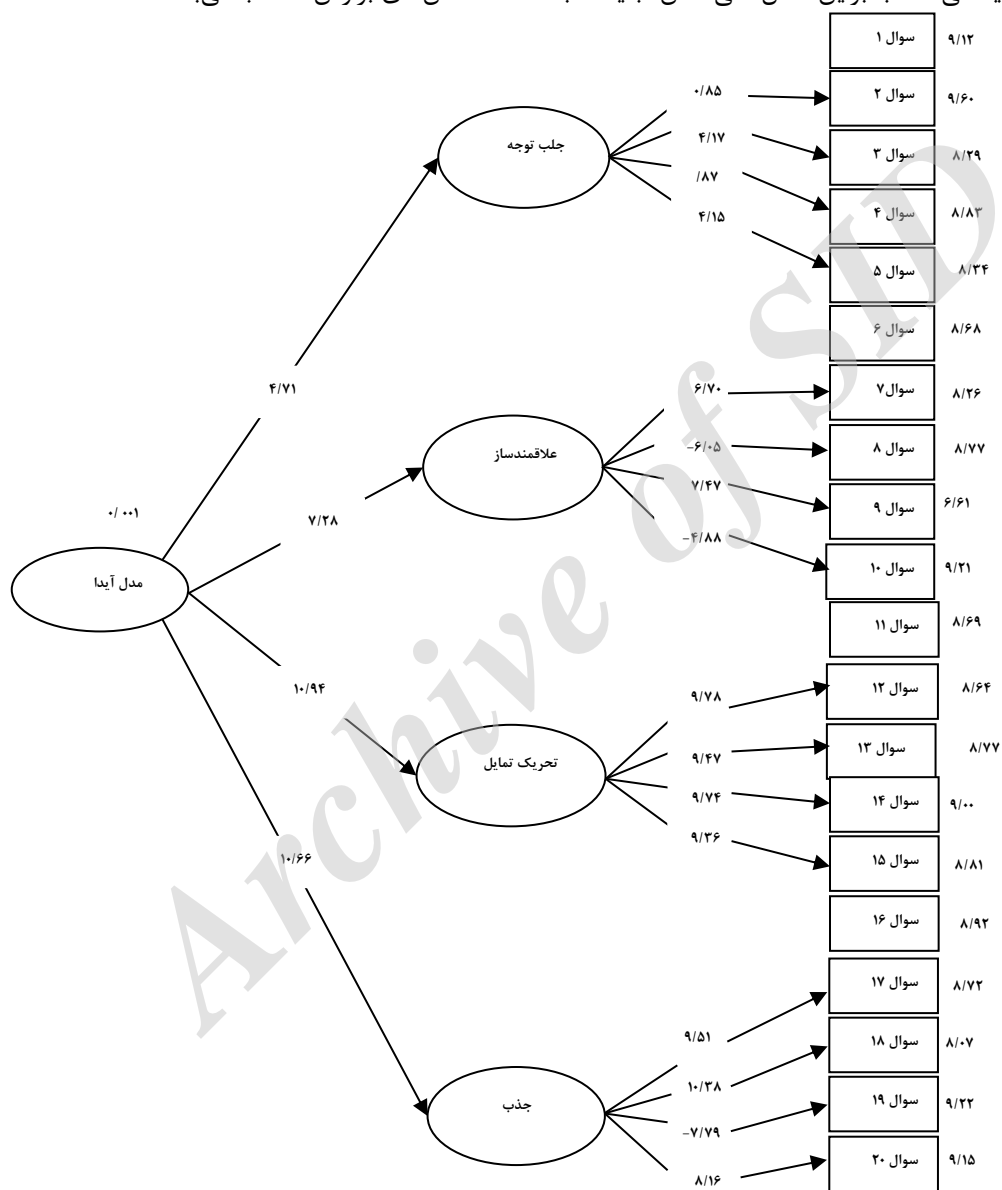 سوال ۱ ۹/۱۲
۰/۸۵ سوال ۲ ۹/۶۰
جلب توجه
۴/۱۷ سوال ۳ ۸/۲۹
/۸۷ سوال ۴ ۸/۸۳
۴/۱۵
سوال ۵ ۸/۳۴
سوال ۶ ۸/۶۸
۴/۷۱
۶/۷۰ سوال ۷ ۸/۲۶
علاقمندساز
−۶/۰۵ سوال ۸ ۸/۷۷
۷/۴۷ سوال ۹ ۶/۶۱
۰/۰۰۱
۷/۲۸
−۴/۸۸
سوال ۱۰ ۹/۲۱
مدل آیدا
سوال ۱۱ ۸/۶۹
۱۰/۹۴
۹/۷۸ سوال ۱۲ ۸/۶۴
تحریک تمایل
۹/۴۷ سوال ۱۳ ۸/۷۷
۹/۷۴ سوال ۱۴ ۹/۰۰
۹/۳۶
سوال ۱۵ ۸/۸۱
۱۰/۶۶
سوال ۱۶ ۸/۹۲
سوال ۱۷ ۸/۷۲
۹/۵۱
سوال ۱۸ ۸/۰۷
۱۰/۳۸
جذب
سوال ۱۹ ۹/۲۲
−۷/۷۹
۸/۱۶
سوال ۲۰ ۹/۱۵
Archive of SID